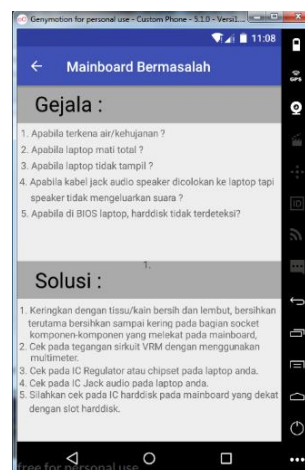 Genymotion for personal use - Custom Phone - 5.1.0 - Versi...
11:08
Mainboard Bermasalah
Gejala :
1. Apabila terkena air/kehujanan ?
2. Apabila laptop mati total ?
3. Apabila laptop tidak tampil ?
4. Apabila kabel jack audio speaker dicolokan ke laptop tapi
speaker tidak mengeluarkan suara ?
5. Apabila di BIOS laptop, harddisk tidak terdeteksi?
1.
Solusi :
1. Keringkan dengan tissu/kain bersih dan lembut, bersihkan
terutama bersihkan sampai kering pada bagian socket
komponen-komponen yang melekat pada mainboard,
2. Cek pada tegangan sirkuit VRM dengan menggunakan
multimeter.
3. Cek pada IC Regulator atau chipset pada laptop anda.
4. Cek pada IC Jack audio pada laptop anda.
5. Silahkan cek pada IC harddisk pada mainboard yang dekat
dengan slot harddisk.
free for personal use
GPS
ID